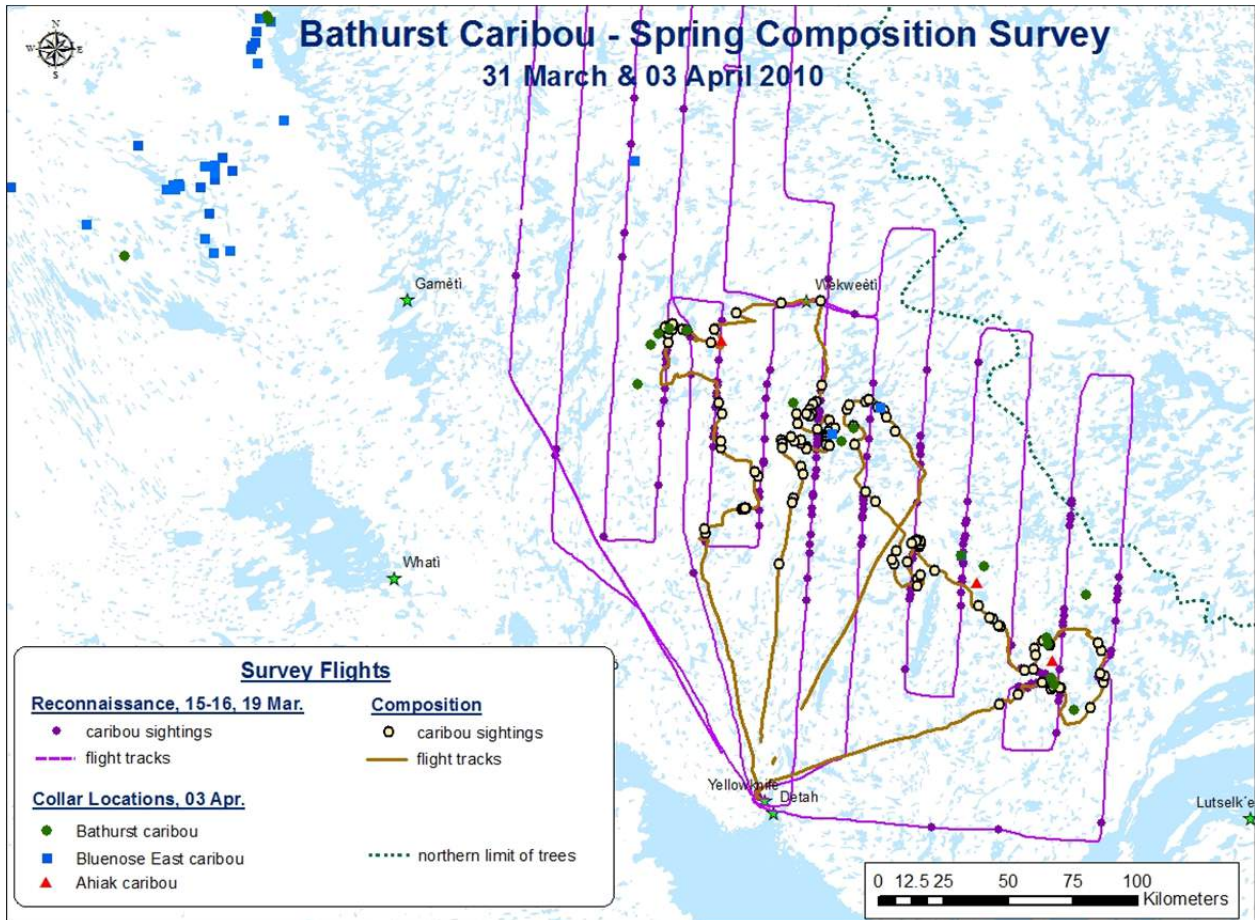 Bathurst Caribou - Spring Composition Survey
31 March & 03 April 2010
N
W E
S
Gamètì
Wekweètì
Whatì
Yellowknife
Detah
Lutselk'e
Survey Flights
Reconnaissance, 15-16, 19 Mar.
caribou sightings
flight tracks
Composition
caribou sightings
flight tracks
Collar Locations, 03 Apr.
Bathurst caribou
Bluenose East caribou
Ahiak caribou
northern limit of trees
0 12.5 25 50 75 100
Kilometers